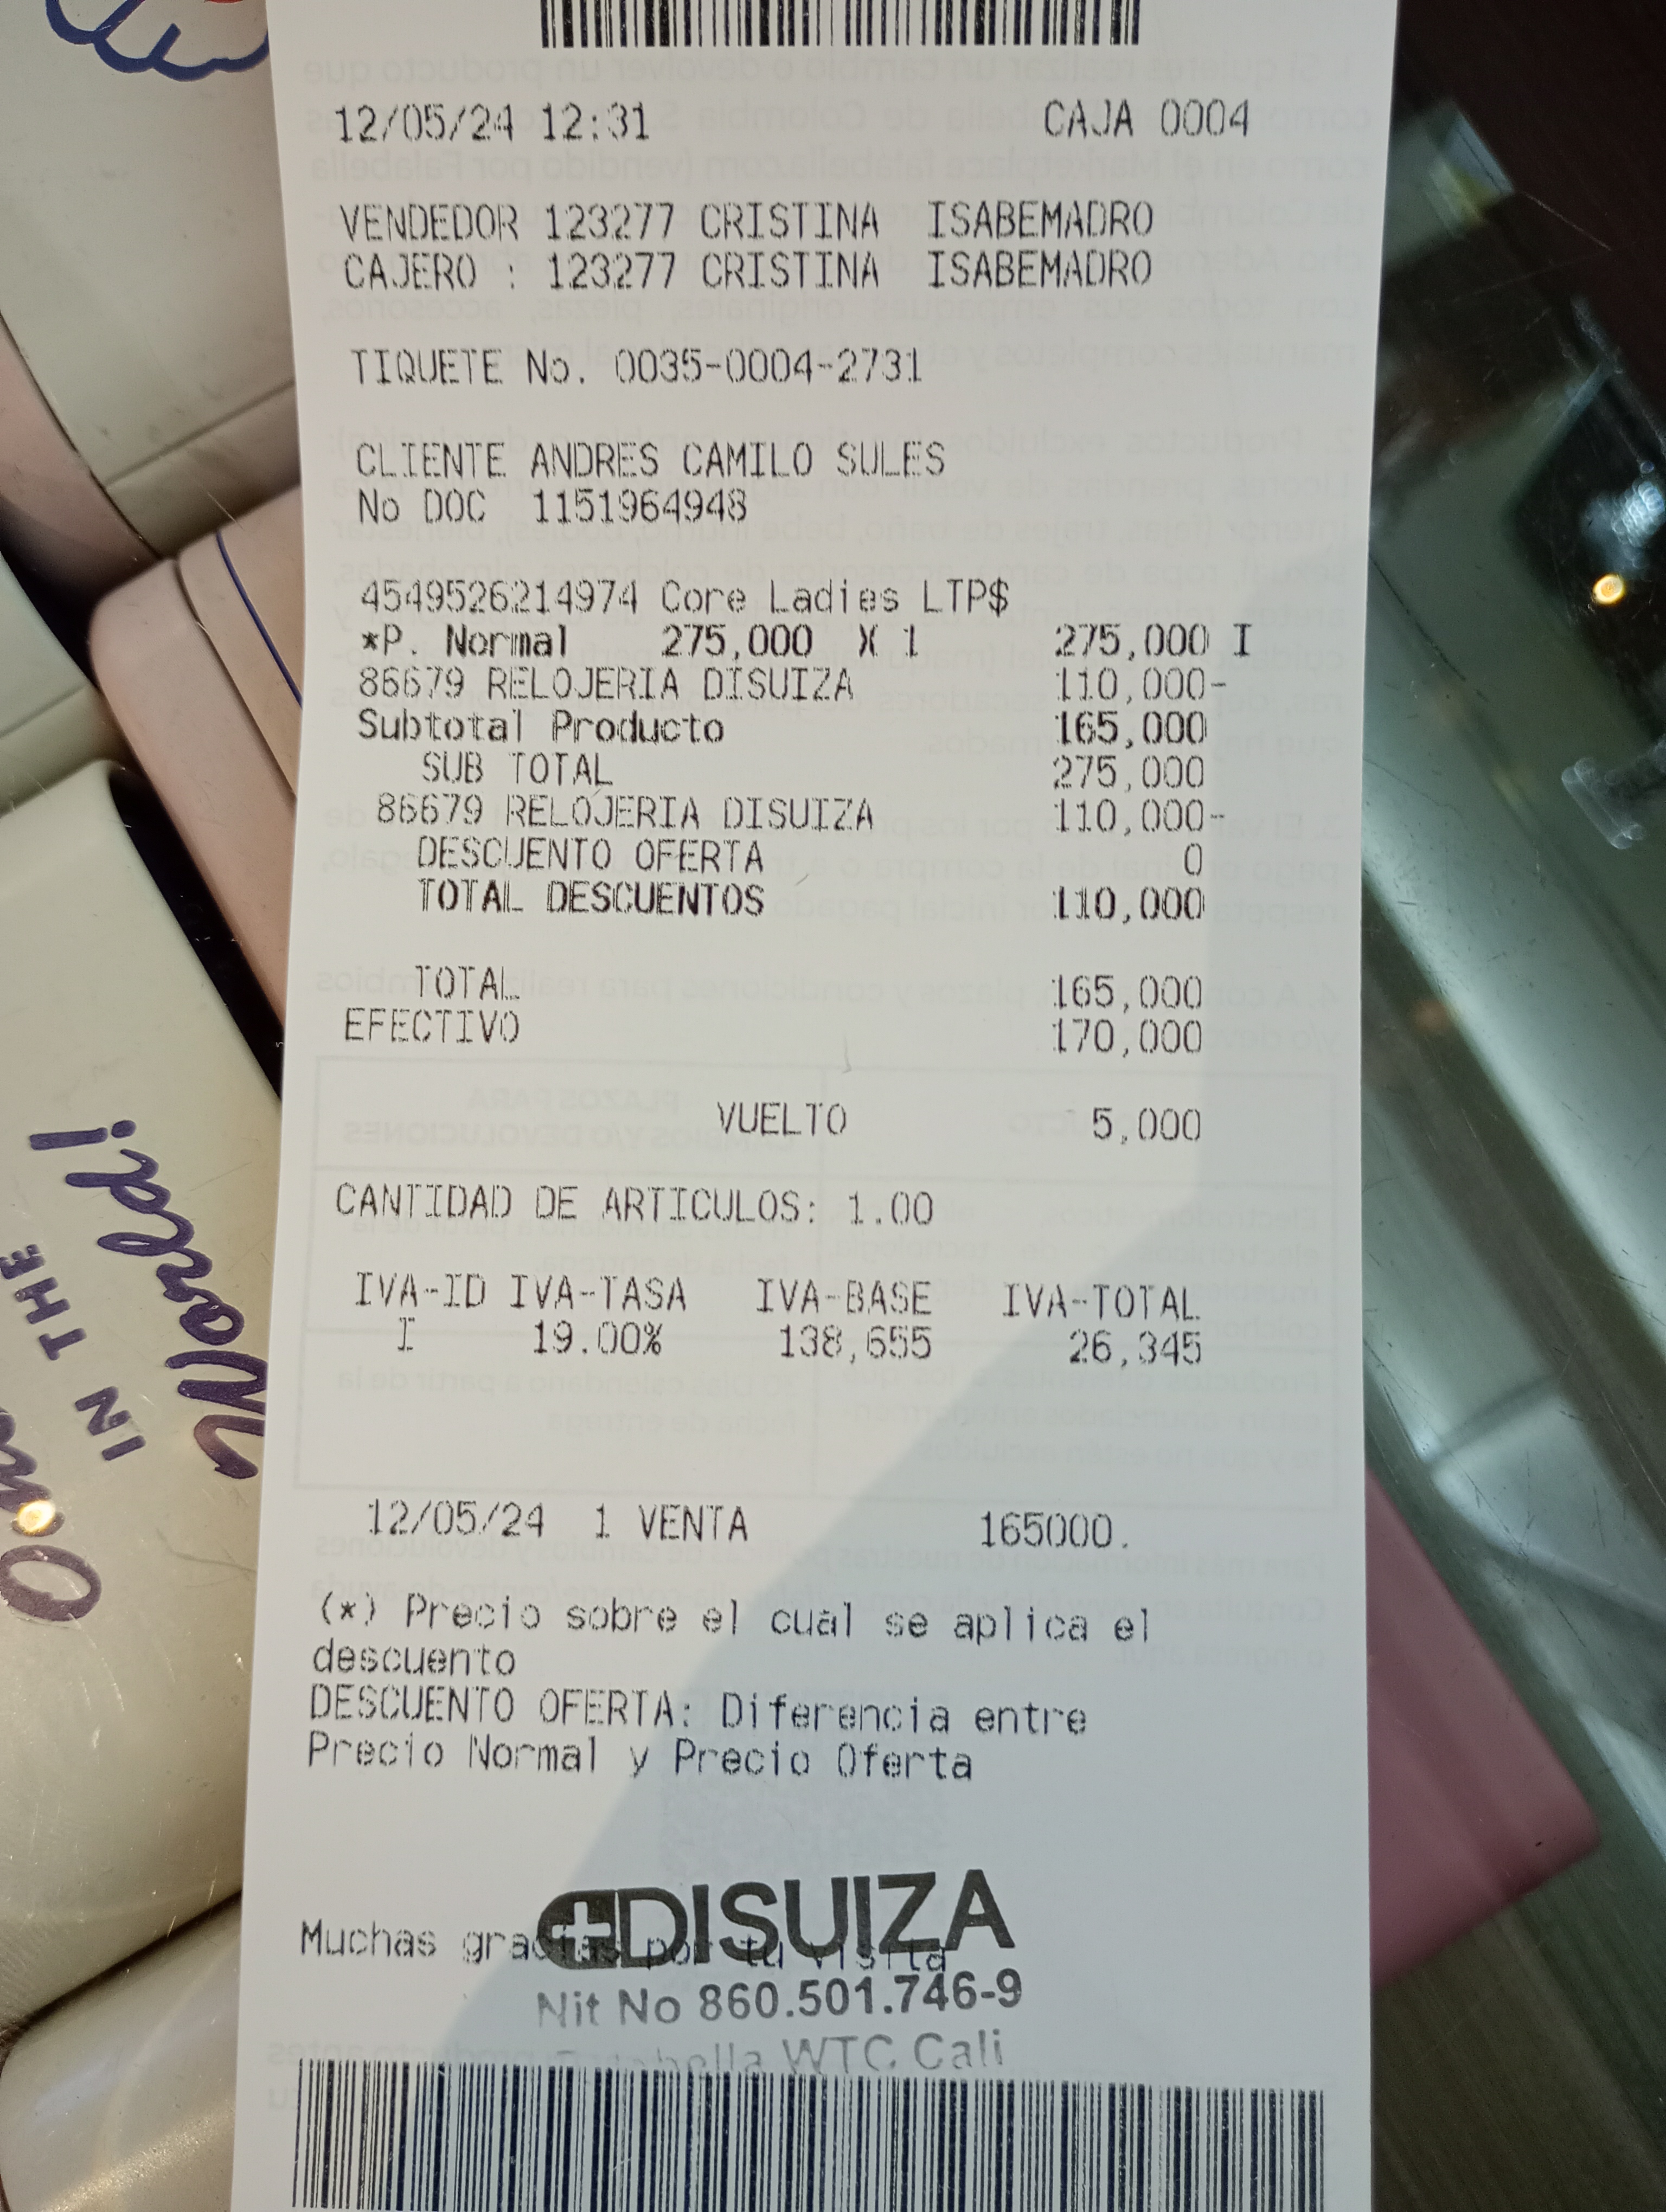 12/05/24 12:31 CAJA 0004
VENDEDOR 123277 CRISTINA ISABEMADRO
CAJERO : 123277 CRISTINA ISABEMADRO
TIQUETE No. 0035-0004-2731
CLIENTE ANDRES CAMILO SULES
No DOC 1151964948
4549526214974 Core Ladies LTP$
*P. Normal 275,000 X 1 275,000 I
86679 RELOJERIA DISUIZA 110,000-
Subtotal Producto 165,000
SUB TOTAL 275,000
86679 RELOJERIA DISUIZA 110,000-
DESCUENTO OFERTA 0
TOTAL DESCUENTOS 110,000
TOTAL 165,000
EFECTIVO 170,000
VUELTO 5,000
CANTIDAD DE ARTICULOS: 1.00
IVA-ID IVA-TASA IVA-BASE IVA-TOTAL
I 19.00% 138,655 26,345
12/05/24 1 VENTA 165000.
(*) Precio sobre el cual se aplica el
descuento
DESCUENTO OFERTA: Diferencia entre
Precio Normal y Precio Oferta
DISUIZA
Muchas gracias por tu visita
Nit No 860.501.746-9
WTC Cali
IN THE